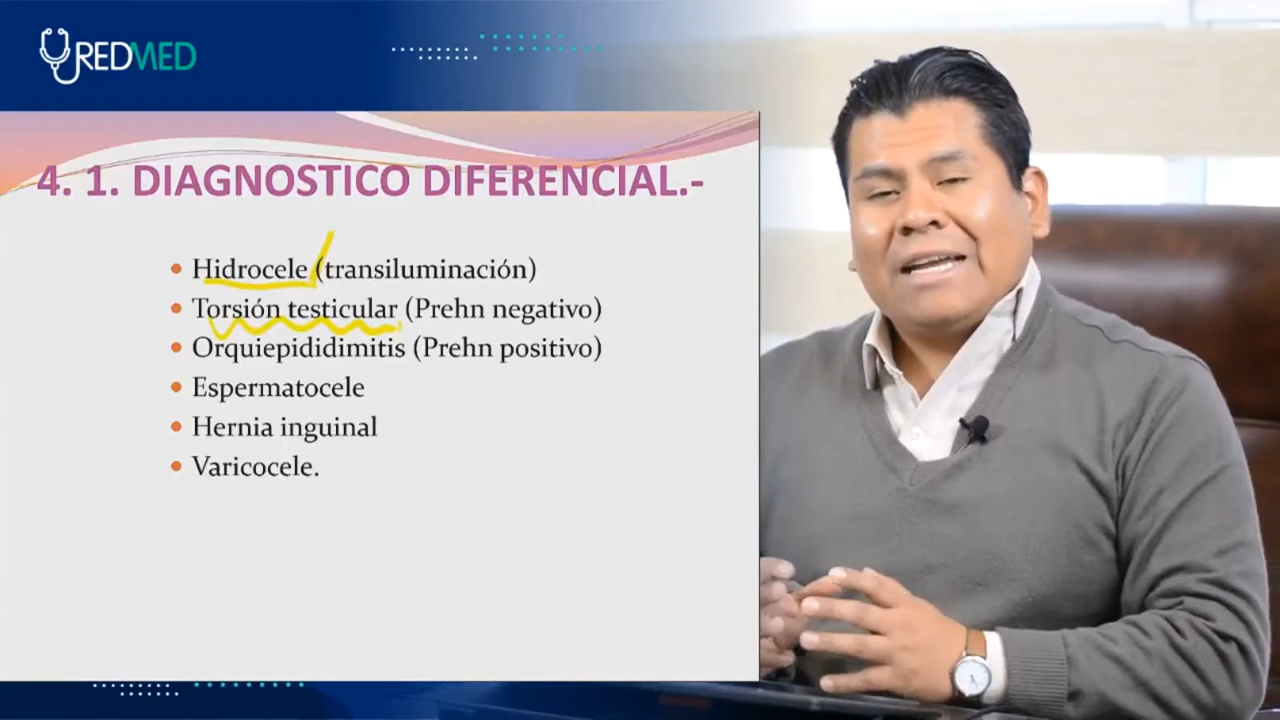 REDMED
4. 1. DIAGNOSTICO DIFERENCIAL.-
• Hidrocele (transiluminación)
• Torsión testicular (Prehn negativo)
• Orquiepididimitis (Prehn positivo)
• Espermatocele
• Hernia inguinal
• Varicocele.